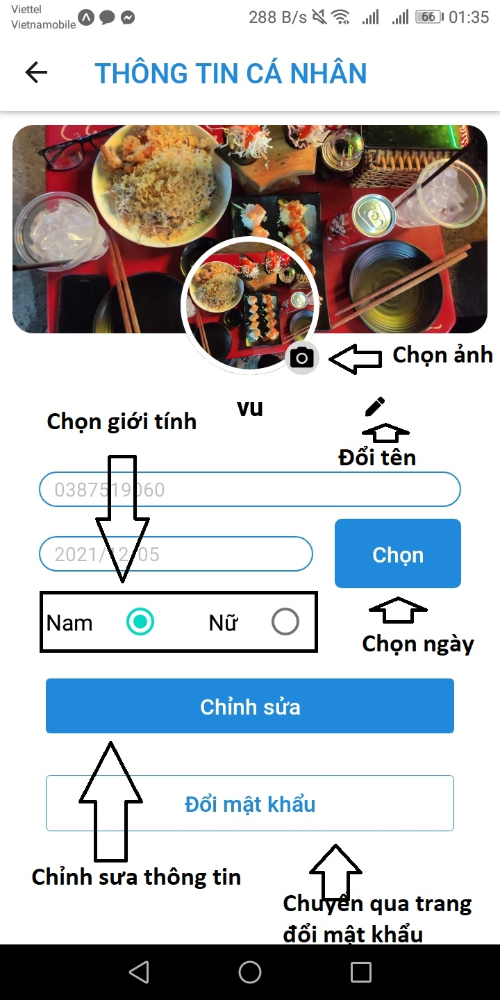 Viettel
Vietnamobile
288 B/s
66
01:35
THÔNG TIN CÁ NHÂN
Chọn ảnh
vu
Chọn giới tính
Đổi tên
0387519060
2021/12/05
Chọn
Nam
Nữ
Chọn ngày
Chỉnh sửa
Đổi mật khẩu
Chỉnh sưa thông tin
Chuyển qua trang
đổi mật khẩu